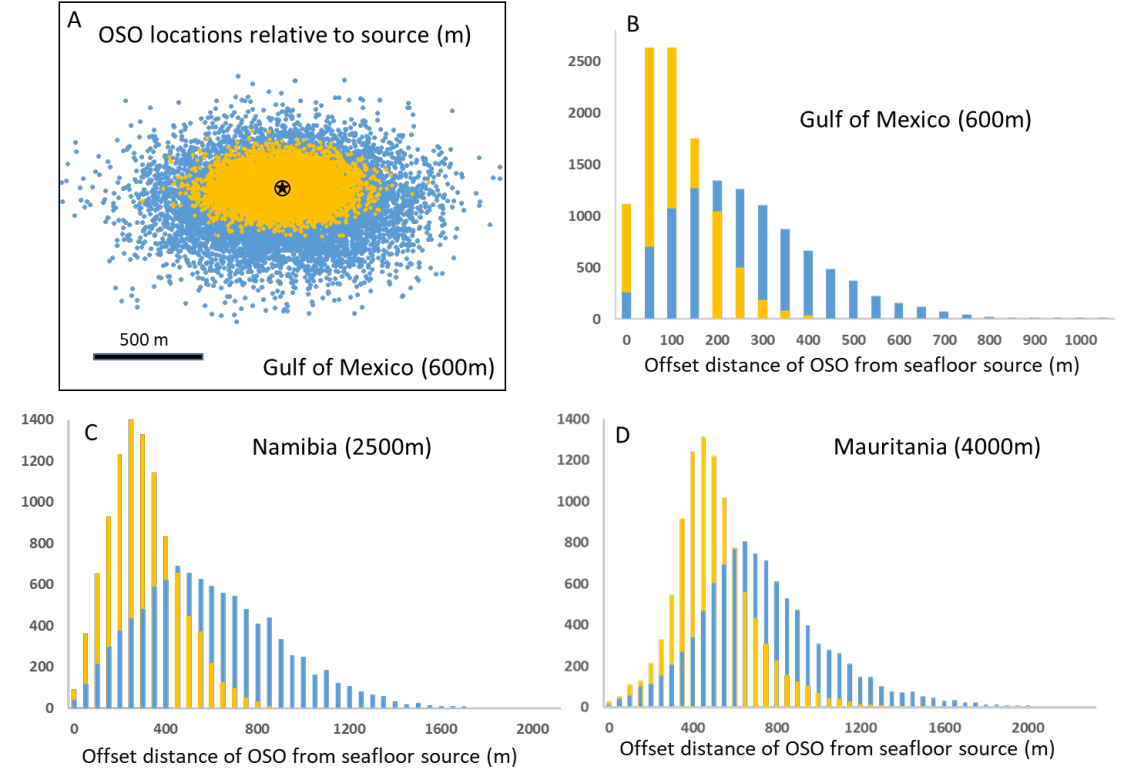 A
OSO locations relative to source (m)
500 m
Gulf of Mexico (600m)
B
Gulf of Mexico (600m)
2500
2000
1500
1000
500
0
0 100 200 300 400 500 600 700 800 900 1000
Offset distance of OSO from seafloor source (m)
C
Namibia (2500m)
1400
1200
1000
800
600
400
200
0
0 400 800 1200 1600 2000
Offset distance of OSO from seafloor source (m)
D
Mauritania (4000m)
1400
1200
1000
800
600
400
200
0
0 400 800 1200 1600 2000
Offset distance of OSO from seafloor source (m)